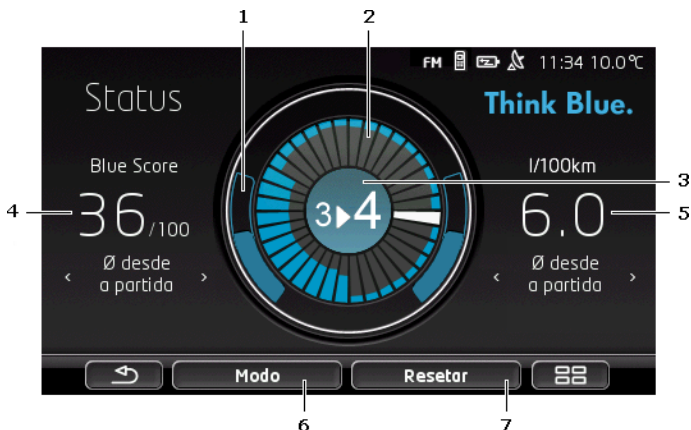 1
2
FM 11:34 10.0°C
Status
Think Blue.
Blue Score
l/100km
3
3▸4
4
36/100
6.0
5
Ø desde
a partida
Ø desde
a partida
Modo
Resetar
6
7